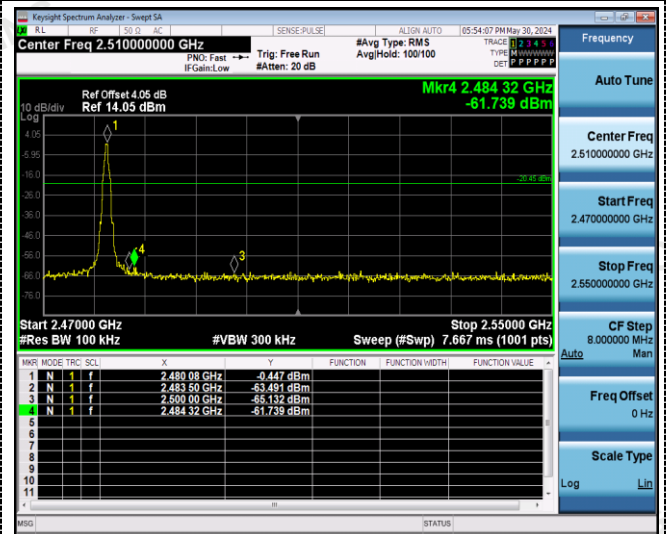 Keysight Spectrum Analyzer - Swept SA
RL RF 50 Ω AC SENSE:PULSE ALIGN AUTO 05:54:07 PM May 30, 2024
Center Freq 2.510000000 GHz
PNO: Fast
IFGain:Low
Trig: Free Run
#Atten: 20 dB
#Avg Type: RMS
Avg|Hold: 100/100
TRACE 1 2 3 4 5 6
TYPE M W W W W W
DET P P P P P P
Ref Offset 4.05 dB
Ref 14.05 dBm
10 dB/div
Log
Mkr4 2.484 32 GHz
-61.739 dBm
4.05
-5.95
-16.0
-26.0
-36.0
-46.0
-56.0
-66.0
-76.0
1
4
3
-20.45 dBm
Start 2.47000 GHz
Stop 2.55000 GHz
#Res BW 100 kHz
#VBW 300 kHz
Sweep (#Swp) 7.667 ms (1001 pts)
MKR MODE TRC SCL X Y FUNCTION FUNCTION WIDTH FUNCTION VALUE
1 N 1 f 2.480 08 GHz -0.447 dBm
2 N 1 f 2.483 50 GHz -63.491 dBm
3 N 1 f 2.500 00 GHz -65.132 dBm
4 N 1 f 2.484 32 GHz -61.739 dBm
5
6
7
8
9
10
11
MSG
STATUS
Frequency
Auto Tune
Center Freq
2.510000000 GHz
Start Freq
2.470000000 GHz
Stop Freq
2.550000000 GHz
CF Step
8.000000 MHz
Auto Man
Freq Offset
0 Hz
Scale Type
Log Lin